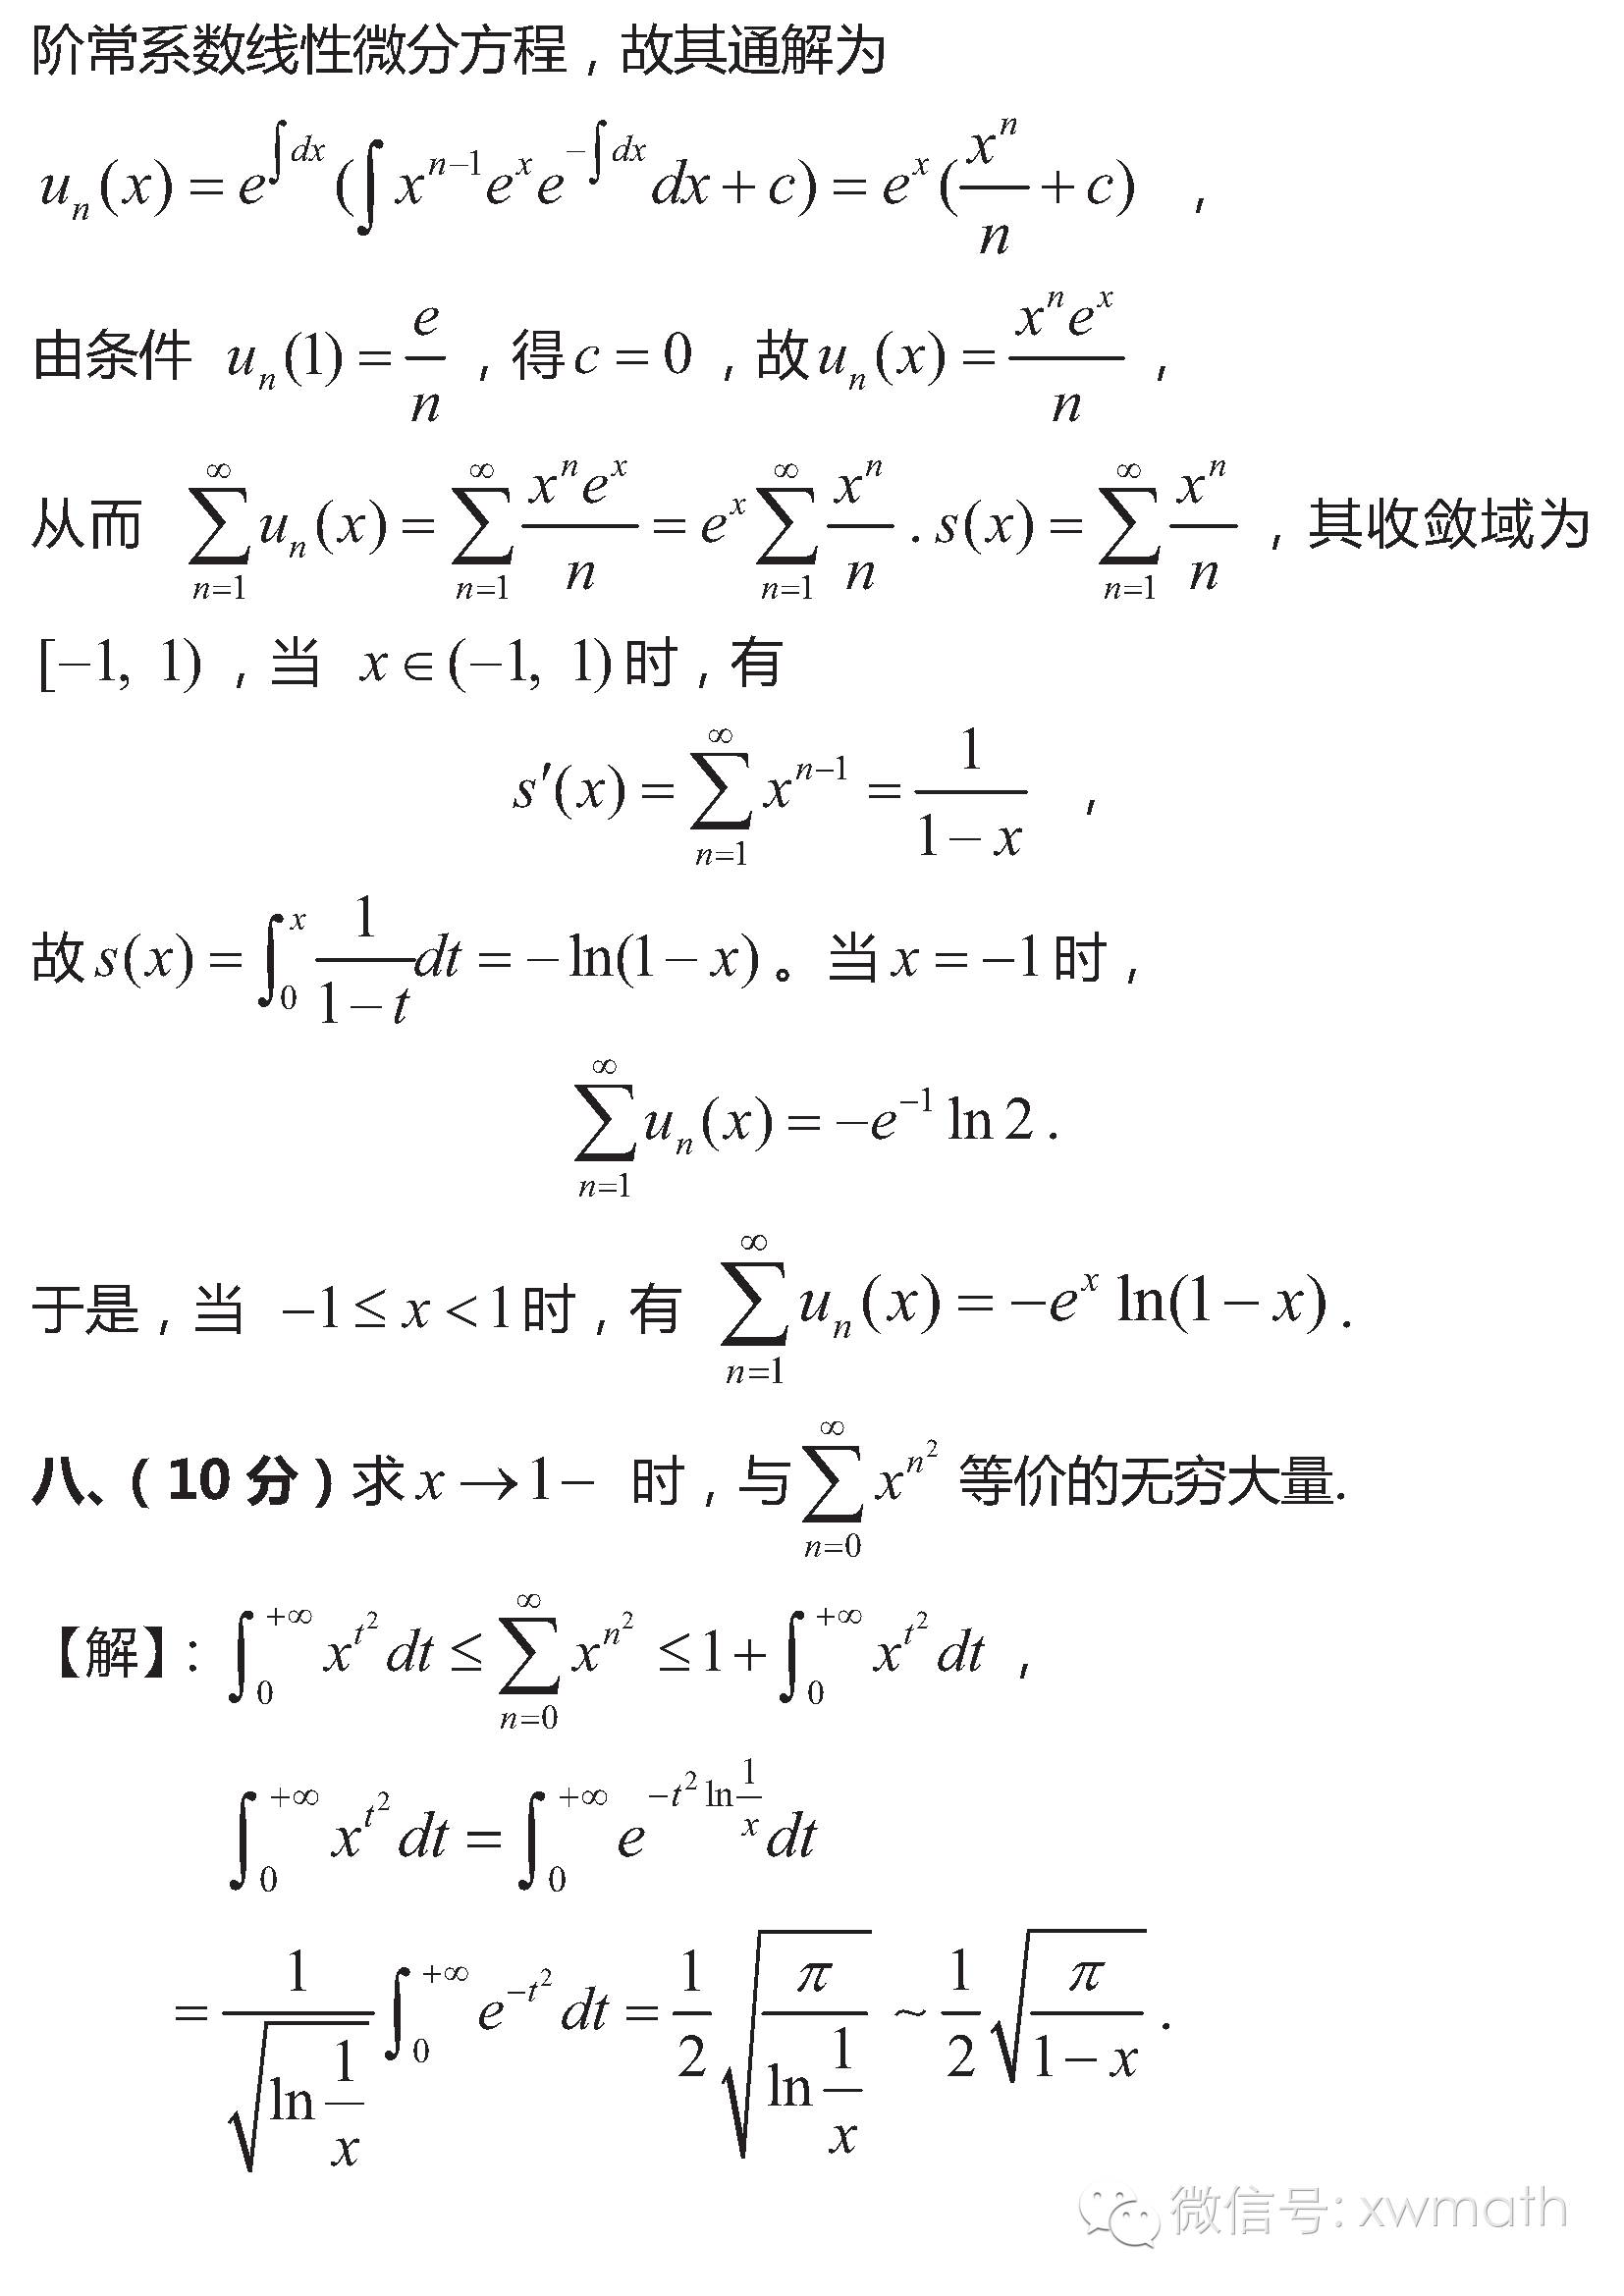 阶常系数线性微分方程，故其通解为
$u_n(x) = e^{\int dx}(\int x^{n-1}e^x e^{-\int dx}dx + c) = e^x(\frac{x^n}{n} + c)$ ，
由条件 $u_n(1) = \frac{e}{n}$ ，得 $c = 0$ ，故 $u_n(x) = \frac{x^n e^x}{n}$ ，
从而 $\sum_{n=1}^{\infty} u_n(x) = \sum_{n=1}^{\infty} \frac{x^n e^x}{n} = e^x \sum_{n=1}^{\infty} \frac{x^n}{n}$ . $s(x) = \sum_{n=1}^{\infty} \frac{x^n}{n}$ ，其收敛域为
$[-1, 1)$ ，当 $x \in (-1, 1)$ 时，有
$s'(x) = \sum_{n=1}^{\infty} x^{n-1} = \frac{1}{1-x}$ ，
故 $s(x) = \int_0^x \frac{1}{1-t} dt = -\ln(1-x)$ 。当 $x = -1$ 时，
$\sum_{n=1}^{\infty} u_n(x) = -e^{-1} \ln 2$ .
于是，当 $-1 \le x < 1$ 时，有 $\sum_{n=1}^{\infty} u_n(x) = -e^x \ln(1-x)$ .
八、（10 分）求 $x \to 1-$ 时，与 $\sum_{n=0}^{\infty} x^{n^2}$ 等价的无穷大量.
【解】: $\int_0^{+\infty} x^{t^2} dt \le \sum_{n=0}^{\infty} x^{n^2} \le 1 + \int_0^{+\infty} x^{t^2} dt$ ，
$\int_0^{+\infty} x^{t^2} dt = \int_0^{+\infty} e^{-t^2 \ln \frac{1}{x}} dt$
$= \frac{1}{\sqrt{\ln \frac{1}{x}}} \int_0^{+\infty} e^{-t^2} dt = \frac{1}{2} \sqrt{\frac{\pi}{\ln \frac{1}{x}}} \sim \frac{1}{2} \sqrt{\frac{\pi}{1-x}}$ .
微信号: xwmath